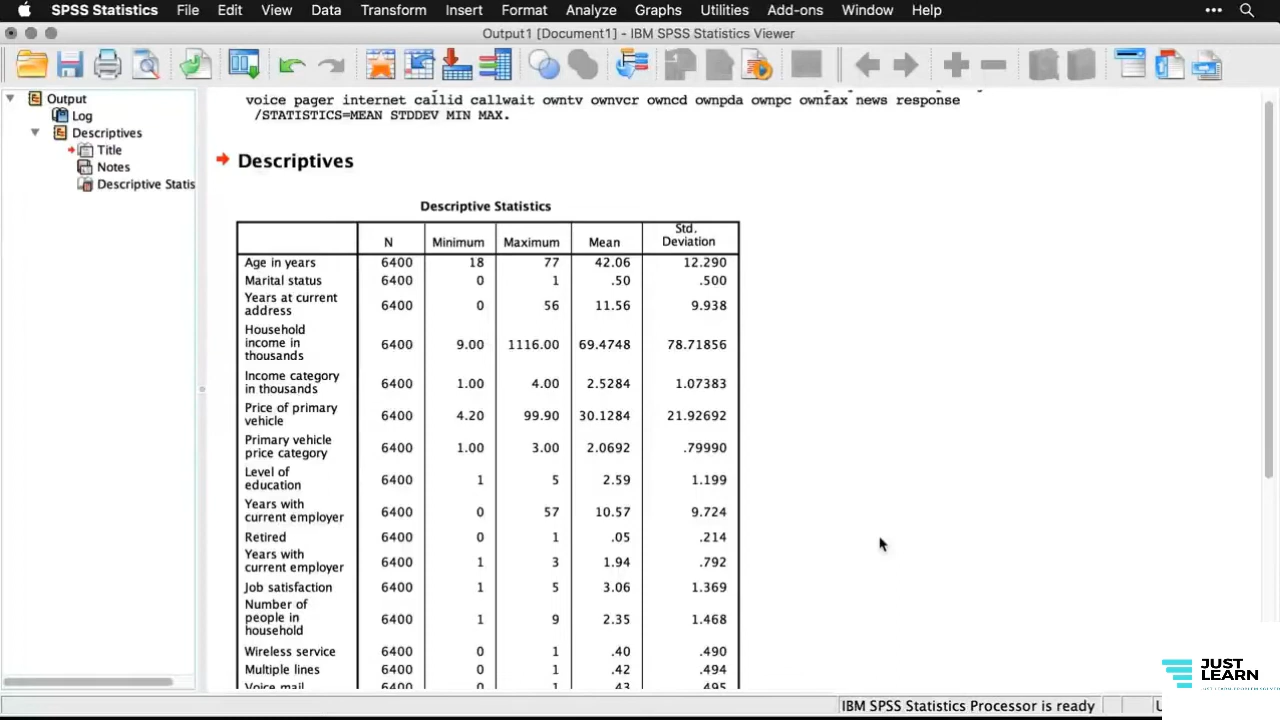 SPSS Statistics File Edit View Data Transform Insert Format Analyze Graphs Utilities Add-ons Window Help
Output1 [Document1] - IBM SPSS Statistics Viewer
Output
Log
Descriptives
Title
Notes
Descriptive Statis
voice pager internet callid callwait owntv ownvcr owncd ownpda ownpc ownfax news response
/STATISTICS=MEAN STDDEV MIN MAX.
Descriptives
Descriptive Statistics
N Minimum Maximum Mean Std. Deviation
Age in years 6400 18 77 42.06 12.290
Marital status 6400 0 1 .50 .500
Years at current address 6400 0 56 11.56 9.938
Household income in thousands 6400 9.00 1116.00 69.4748 78.71856
Income category in thousands 6400 1.00 4.00 2.5284 1.07383
Price of primary vehicle 6400 4.20 99.90 30.1284 21.92692
Primary vehicle price category 6400 1.00 3.00 2.0692 .79990
Level of education 6400 1 5 2.59 1.199
Years with current employer 6400 0 57 10.57 9.724
Retired 6400 0 1 .05 .214
Years with current employer 6400 1 3 1.94 .792
Job satisfaction 6400 1 5 3.06 1.369
Number of people in household 6400 1 9 2.35 1.468
Wireless service 6400 0 1 .40 .490
Multiple lines 6400 0 1 .42 .494
Voice mail 6400 0 1 .43 .495
IBM SPSS Statistics Processor is ready
JUST
LEARN